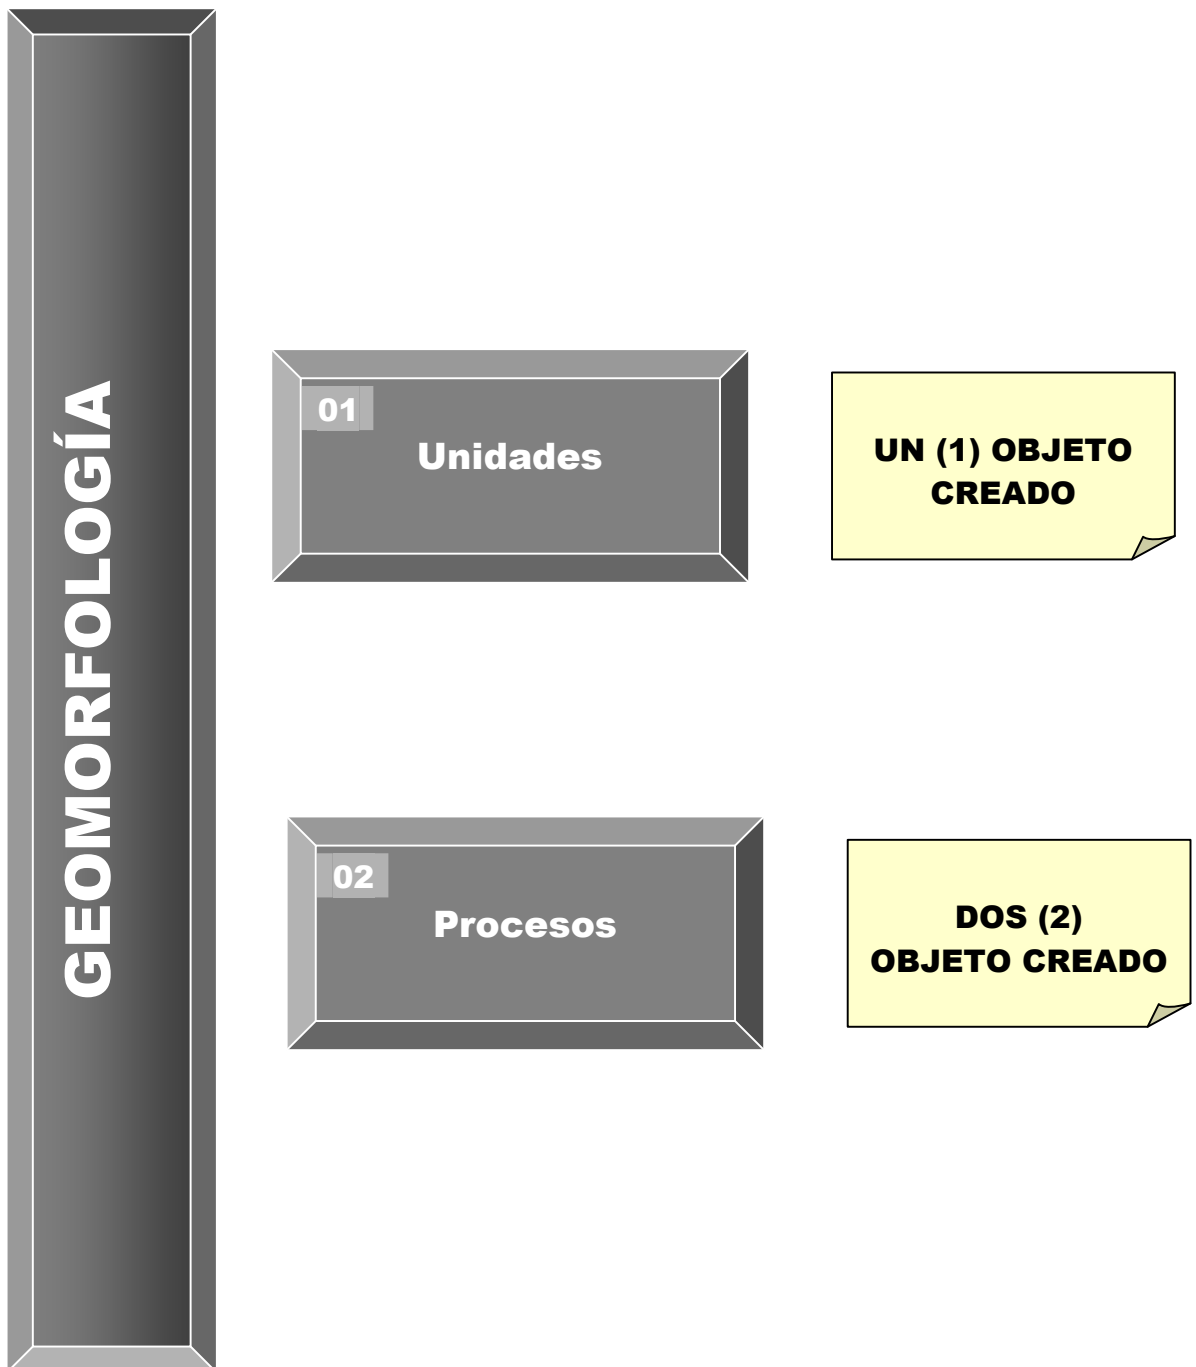 GEOMORFOLOGÍA
01
Unidades
UN (1) OBJETO
CREADO
02
Procesos
DOS (2)
OBJETO CREADO